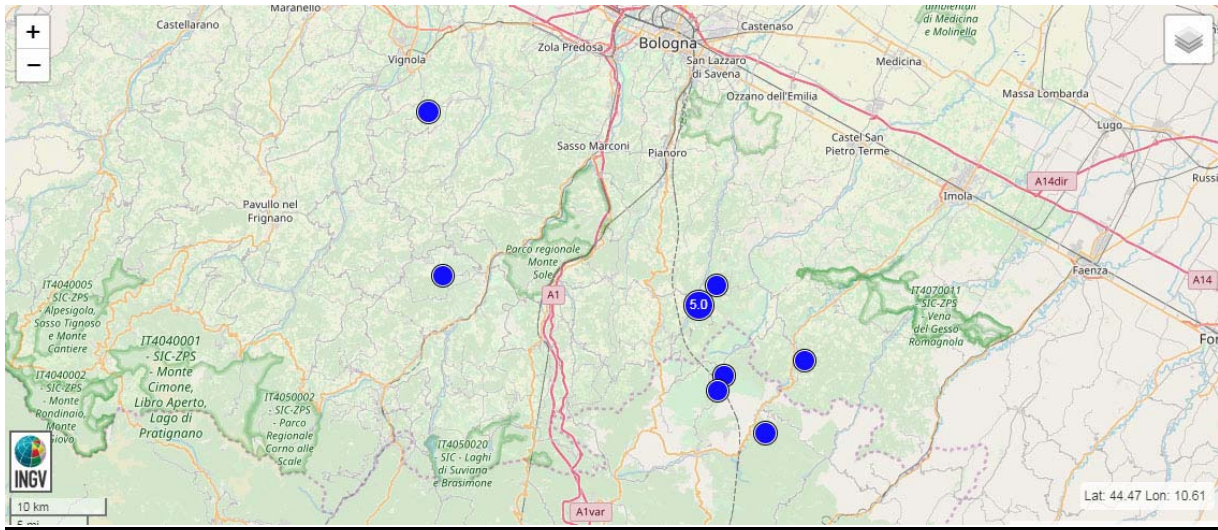 Castellarano
Maranello
Vignola
Zola Predosa
Bologna
Castenaso
San Lazzaro
di Savena
Medicina
ambientali
di Medicina
e Molinella
Ozzano dell'Emilia
Massa Lombarda
Lugo
Castel San
Pietro Terme
Sasso Marconi
Pianoro
A14dir
Russi
Imola
Pavullo nel
Frignano
Parco regionale
Monte
Sole
Faenza
A14
A1
5.0
IT4040005
- SIC-ZPS
- Alpesigola,
Sasso Tignoso
e Monte
Cantiere
IT4070011
- SIC-ZPS
- Vena
del Gesso
Romagnola
IT4040001
- SIC-ZPS
- Monte
Cimone,
Libro Aperto,
Lago di
Pratignano
IT4040002
- SIC-ZPS
- Monte
Rondinaio,
Monte
Giovo
IT4050002
- SIC-ZPS
- Parco
Regionale
Corno alle
Scale
IT4050020
SIC - Laghi
di Suviana
e Brasimone
INGV
10 km
5 mi
A1var
Lat: 44.47 Lon: 10.61